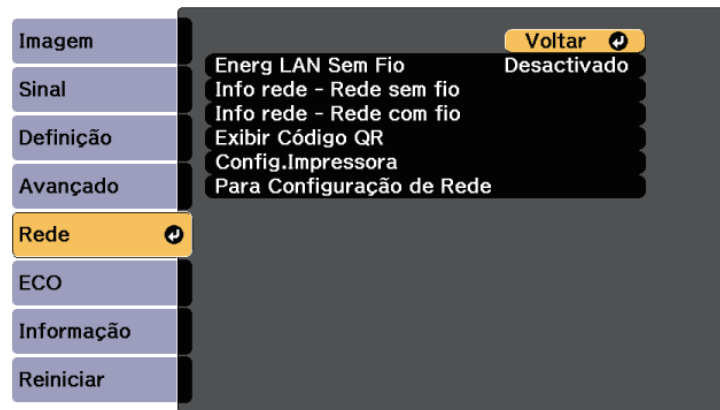 Imagem
Sinal
Definição
Avançado
Rede
ECO
Informação
Reiniciar
Voltar
Energ LAN Sem Fio Desactivado
Info rede - Rede sem fio
Info rede - Rede com fio
Exibir Código QR
Config.Impressora
Para Configuração de Rede